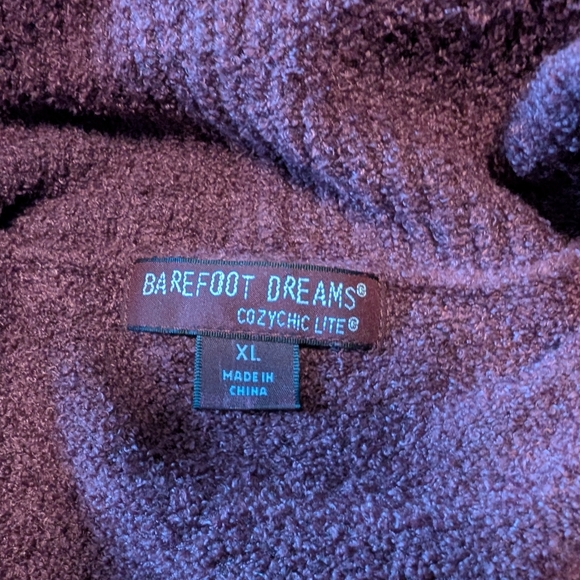 BAREFOOT DREAMS®
COZYCHIC LITE®
XL
MADE IN
CHINA